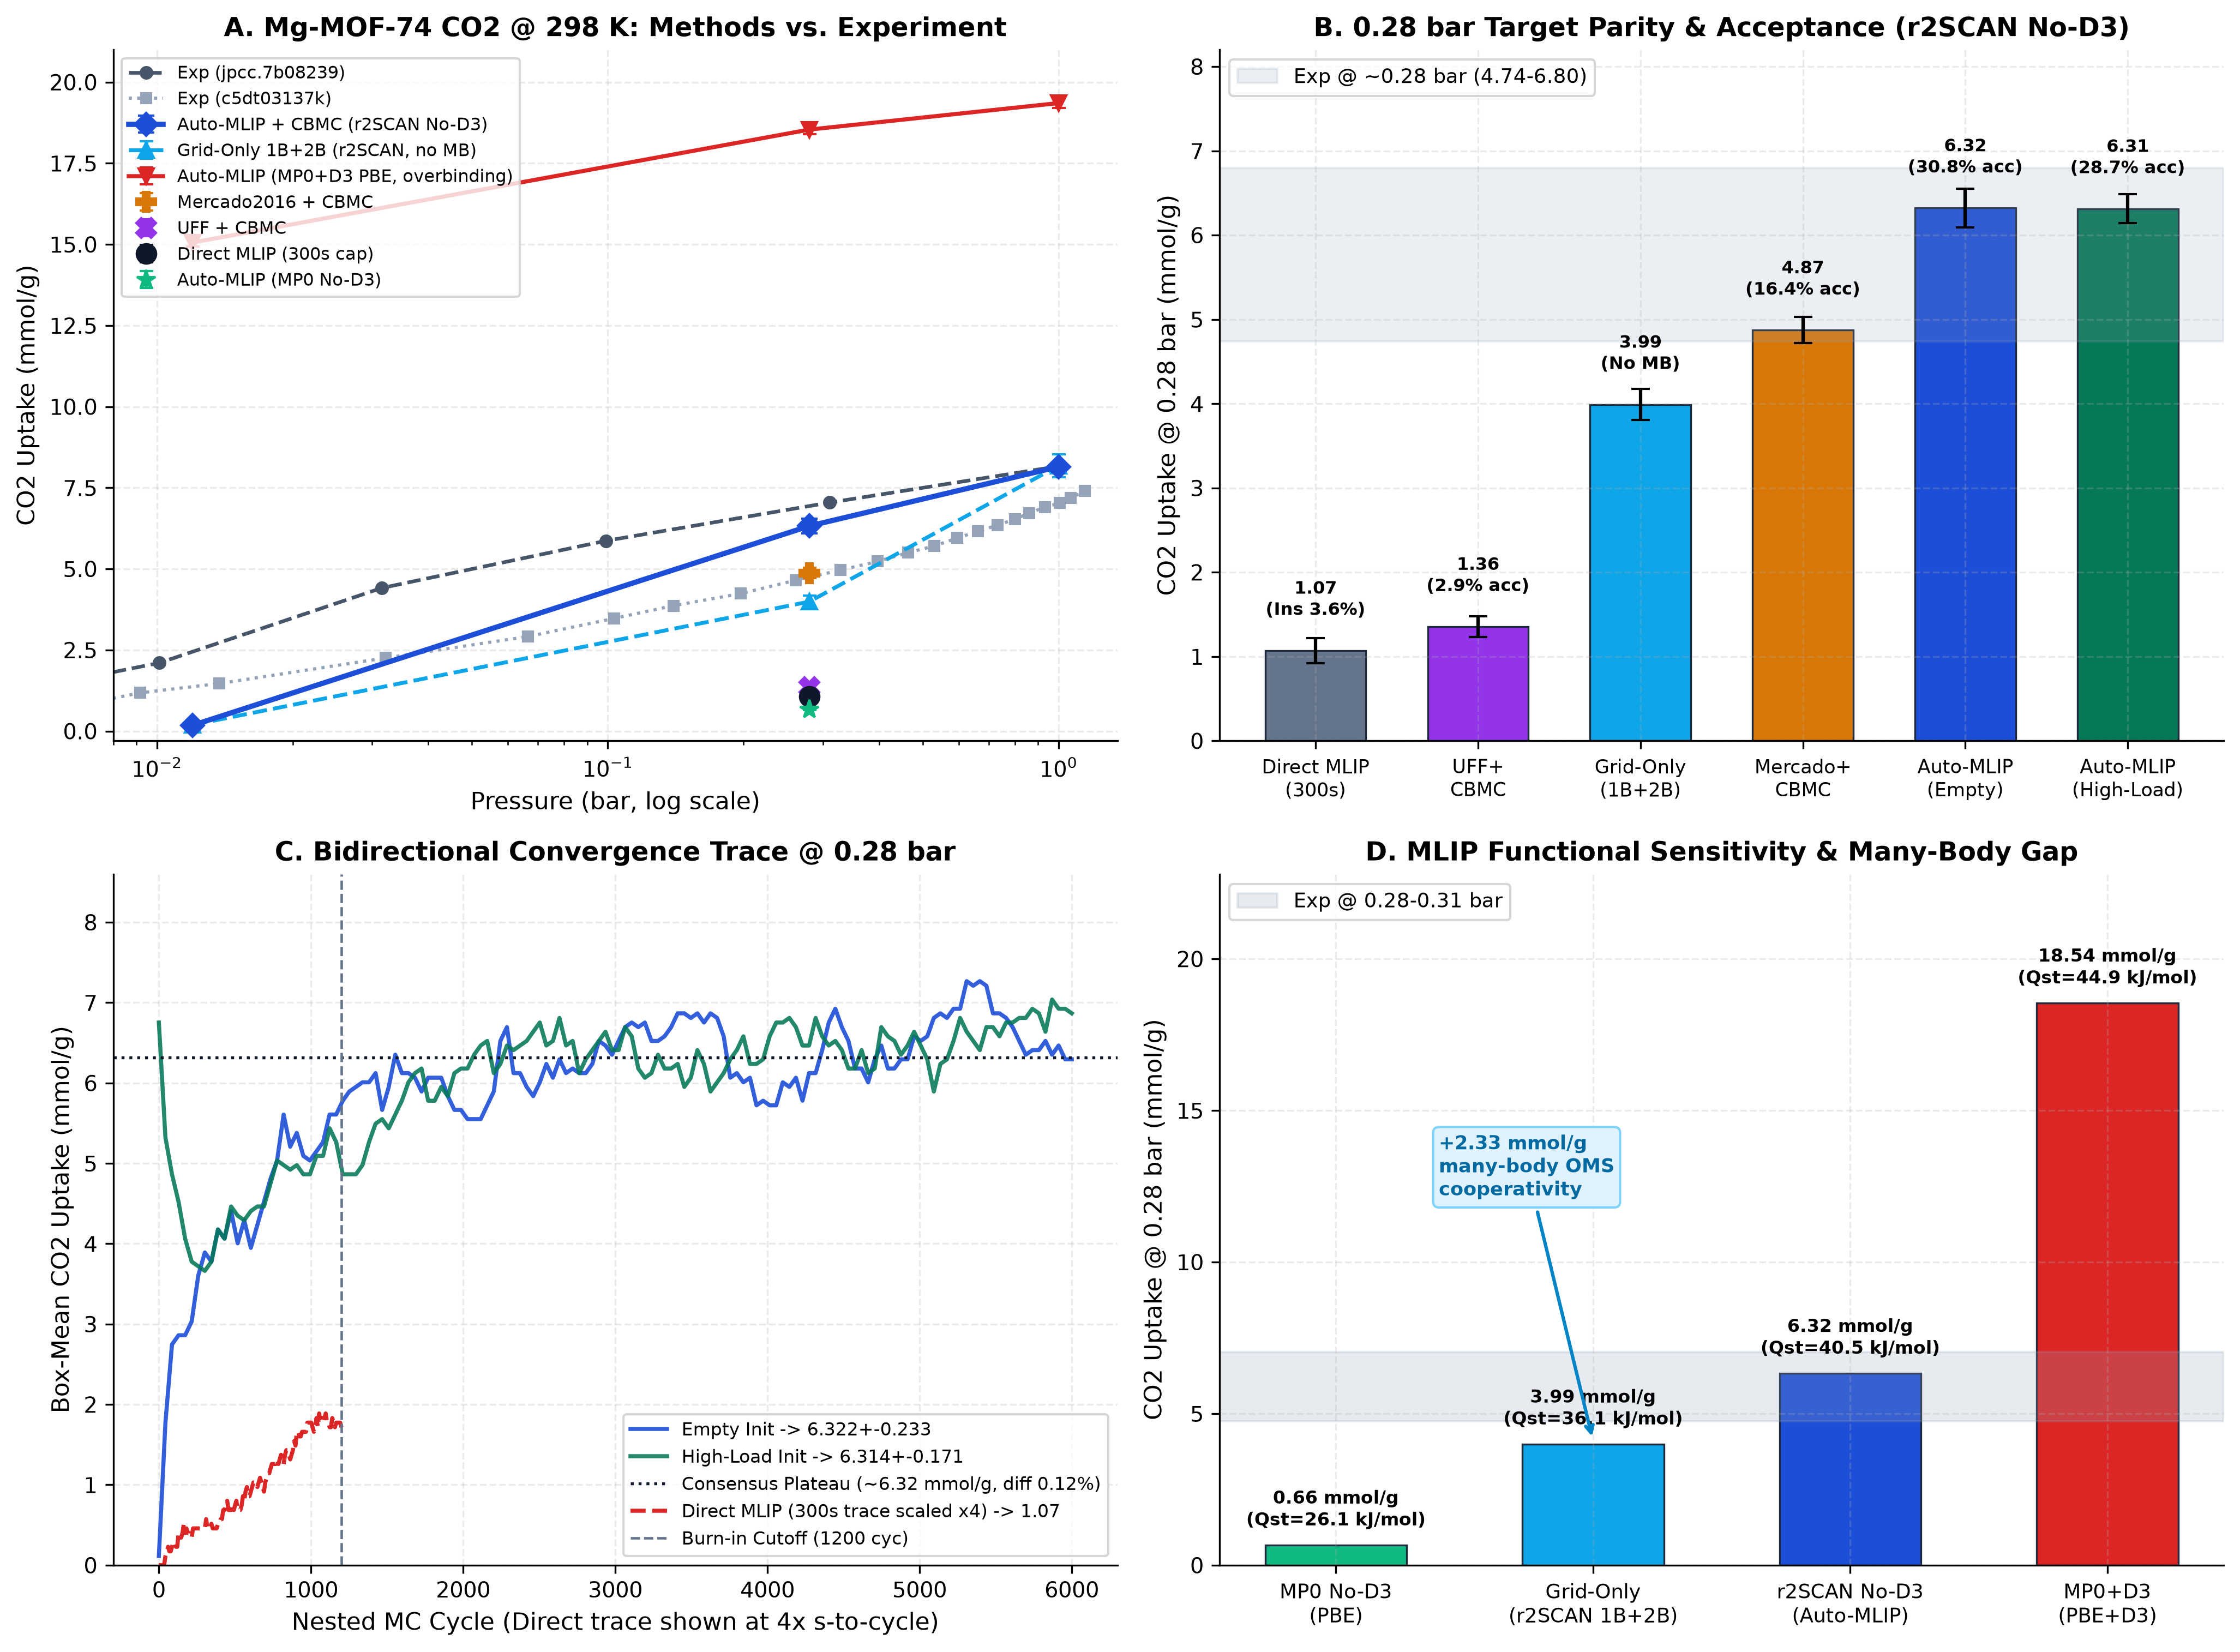 A. Mg-MOF-74 CO2 @ 298 K: Methods vs. Experiment
Exp (jpcc.7b08239)
Exp (c5dt03137k)
Auto-MLIP + CBMC (r2SCAN No-D3)
Grid-Only 1B+2B (r2SCAN, no MB)
Auto-MLIP (MP0+D3 PBE, overbinding)
Mercado2016 + CBMC
UFF + CBMC
Direct MLIP (300s cap)
Auto-MLIP (MP0 No-D3)
CO2 Uptake (mmol/g)
20.0
17.5
15.0
12.5
10.0
7.5
5.0
2.5
0.0
10⁻²
10⁻¹
10⁰
Pressure (bar, log scale)
B. 0.28 bar Target Parity & Acceptance (r2SCAN No-D3)
Exp @ ~0.28 bar (4.74-6.80)
CO2 Uptake @ 0.28 bar (mmol/g)
8
7
6
5
4
3
2
1
0
1.07
(Ins 3.6%)
1.36
(2.9% acc)
3.99
(No MB)
4.87
(16.4% acc)
6.32
(30.8% acc)
6.31
(28.7% acc)
Direct MLIP
(300s)
UFF+
CBMC
Grid-Only
(1B+2B)
Mercado+
CBMC
Auto-MLIP
(Empty)
Auto-MLIP
(High-Load)
C. Bidirectional Convergence Trace @ 0.28 bar
Box-Mean CO2 Uptake (mmol/g)
8
7
6
5
4
3
2
1
0
Empty Init -> 6.322+-0.233
High-Load Init -> 6.314+-0.171
Consensus Plateau (~6.32 mmol/g, diff 0.12%)
Direct MLIP (300s trace scaled x4) -> 1.07
Burn-in Cutoff (1200 cyc)
0
1000
2000
3000
4000
5000
6000
Nested MC Cycle (Direct trace shown at 4x s-to-cycle)
D. MLIP Functional Sensitivity & Many-Body Gap
Exp @ 0.28-0.31 bar
CO2 Uptake @ 0.28 bar (mmol/g)
20
15
10
5
0
+2.33 mmol/g
many-body OMS
cooperativity
0.66 mmol/g
(Qst=26.1 kJ/mol)
3.99 mmol/g
(Qst=36.1 kJ/mol)
6.32 mmol/g
(Qst=40.5 kJ/mol)
18.54 mmol/g
(Qst=44.9 kJ/mol)
MP0 No-D3
(PBE)
Grid-Only
(r2SCAN 1B+2B)
r2SCAN No-D3
(Auto-MLIP)
MP0+D3
(PBE+D3)